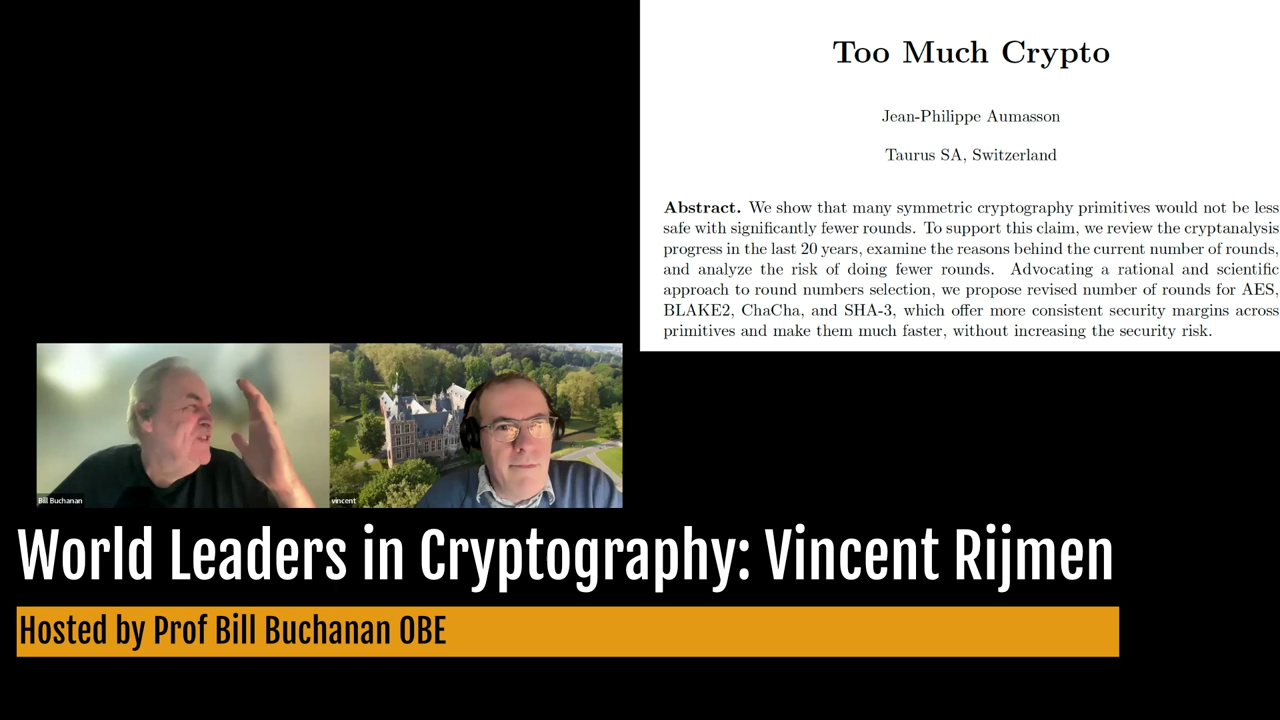 Too Much Crypto
Jean-Philippe Aumasson
Taurus SA, Switzerland
Abstract. We show that many symmetric cryptography primitives would not be less
safe with significantly fewer rounds. To support this claim, we review the cryptanalysis
progress in the last 20 years, examine the reasons behind the current number of rounds,
and analyze the risk of doing fewer rounds. Advocating a rational and scientific
approach to round numbers selection, we propose revised number of rounds for AES,
BLAKE2, ChaCha, and SHA-3, which offer more consistent security margins across
primitives and make them much faster, without increasing the security risk.
Bill Buchanan
vincent
World Leaders in Cryptography: Vincent Rijmen
Hosted by Prof Bill Buchanan OBE